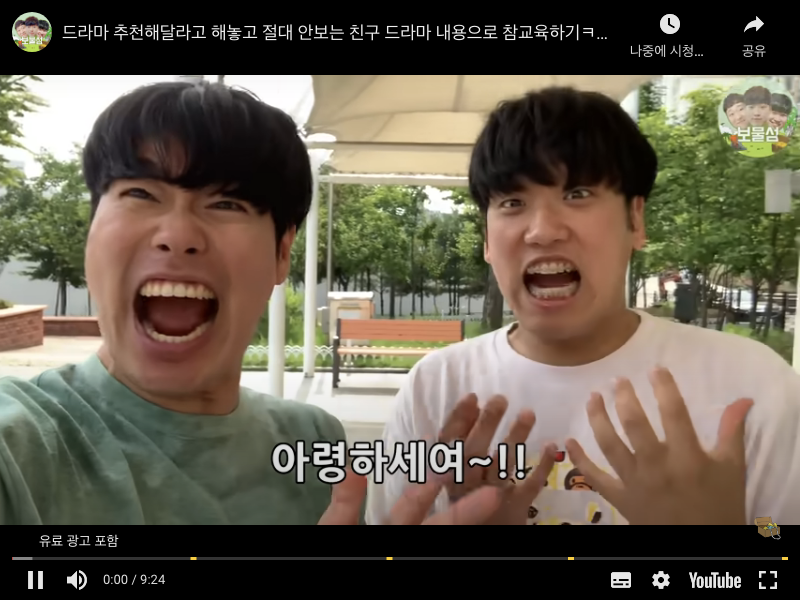 드라마 추천해달라고 해놓고 절대 안보는 친구 드라마 내용으로 참교육하기ㅋ...
나중에 시청...
공유
보물섬
아령하세여~!!
유료 광고 포함
0:00 / 9:24
YouTube